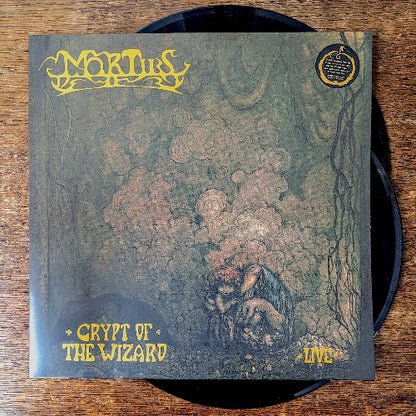 MORTIIS
CRYPT OF
THE WIZARD
LIVE